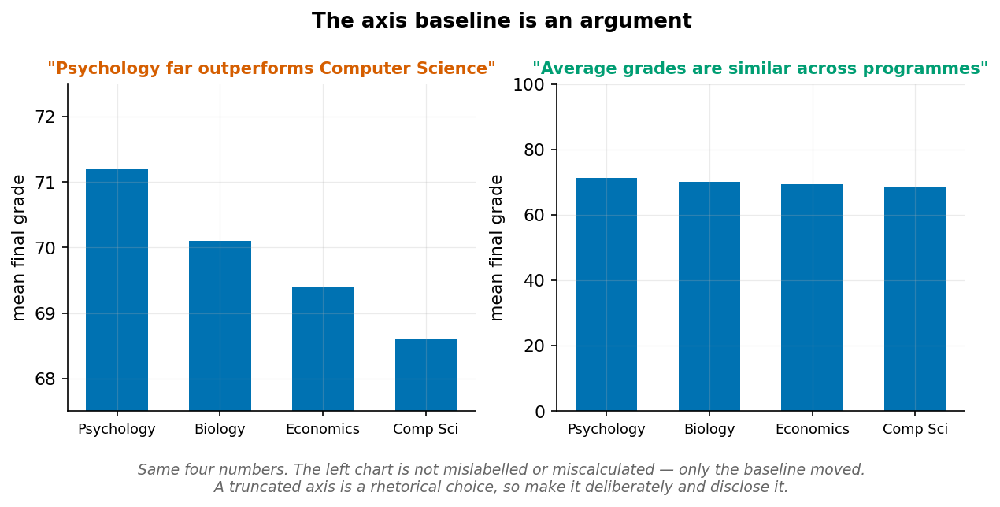 The axis baseline is an argument
"Psychology far outperforms Computer Science"
mean final grade
72
71
70
69
68
Psychology
Biology
Economics
Comp Sci
"Average grades are similar across programmes"
mean final grade
100
80
60
40
20
0
Psychology
Biology
Economics
Comp Sci
Same four numbers. The left chart is not mislabelled or miscalculated — only the baseline moved.
A truncated axis is a rhetorical choice, so make it deliberately and disclose it.